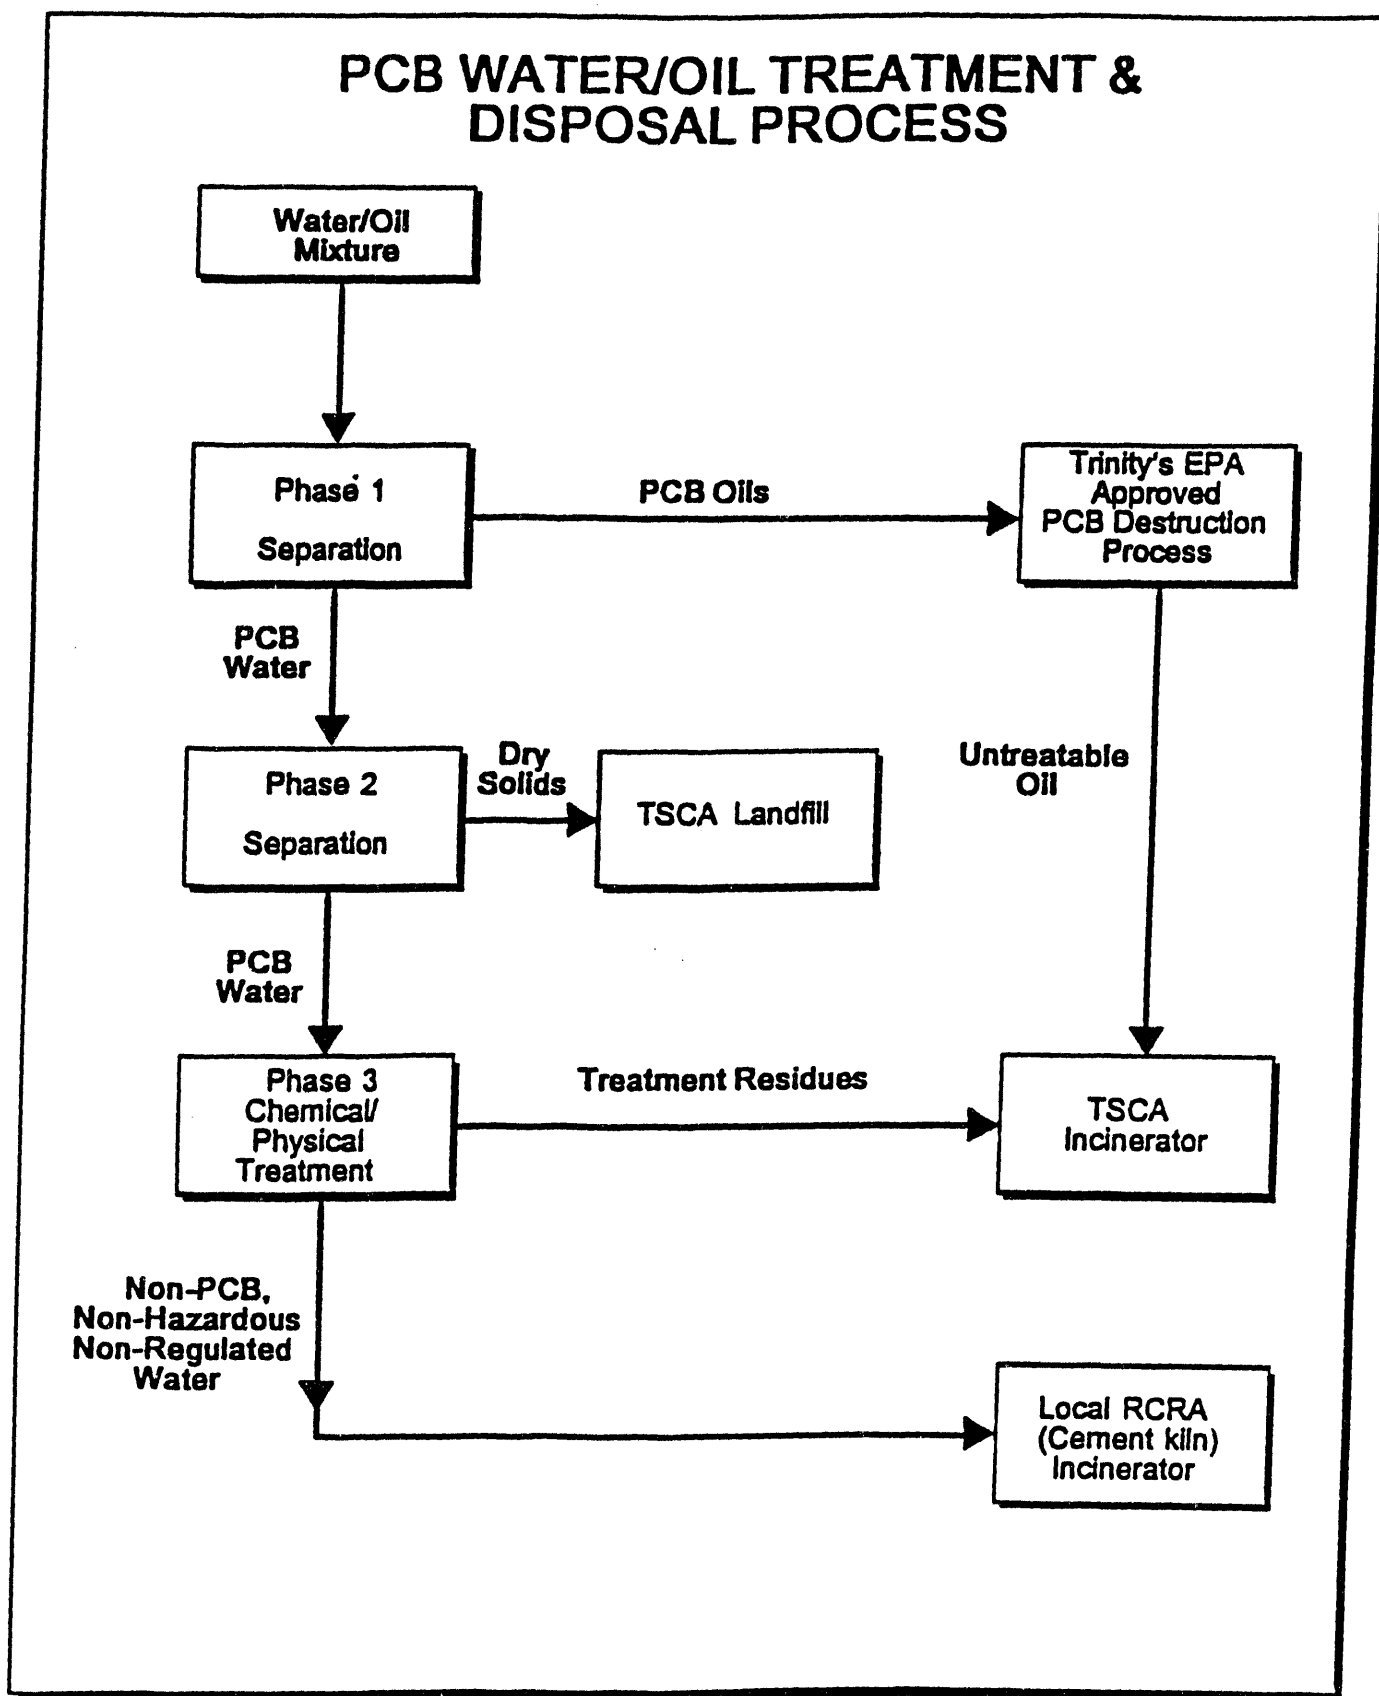 PCB WATER/OIL TREATMENT &
DISPOSAL PROCESS
Water/Oil
Mixture
Phase 1
Separation
PCB Oils
Trinity's EPA
Approved
PCB Destruction
Process
PCB
Water
Phase 2
Separation
Dry
Solids
TSCA Landfill
Untreatable
Oil
PCB
Water
Phase 3
Chemical/
Physical
Treatment
Treatment Residues
TSCA
Incinerator
Non-PCB,
Non-Hazardous
Non-Regulated
Water
Local RCRA
(Cement kiln)
Incinerator